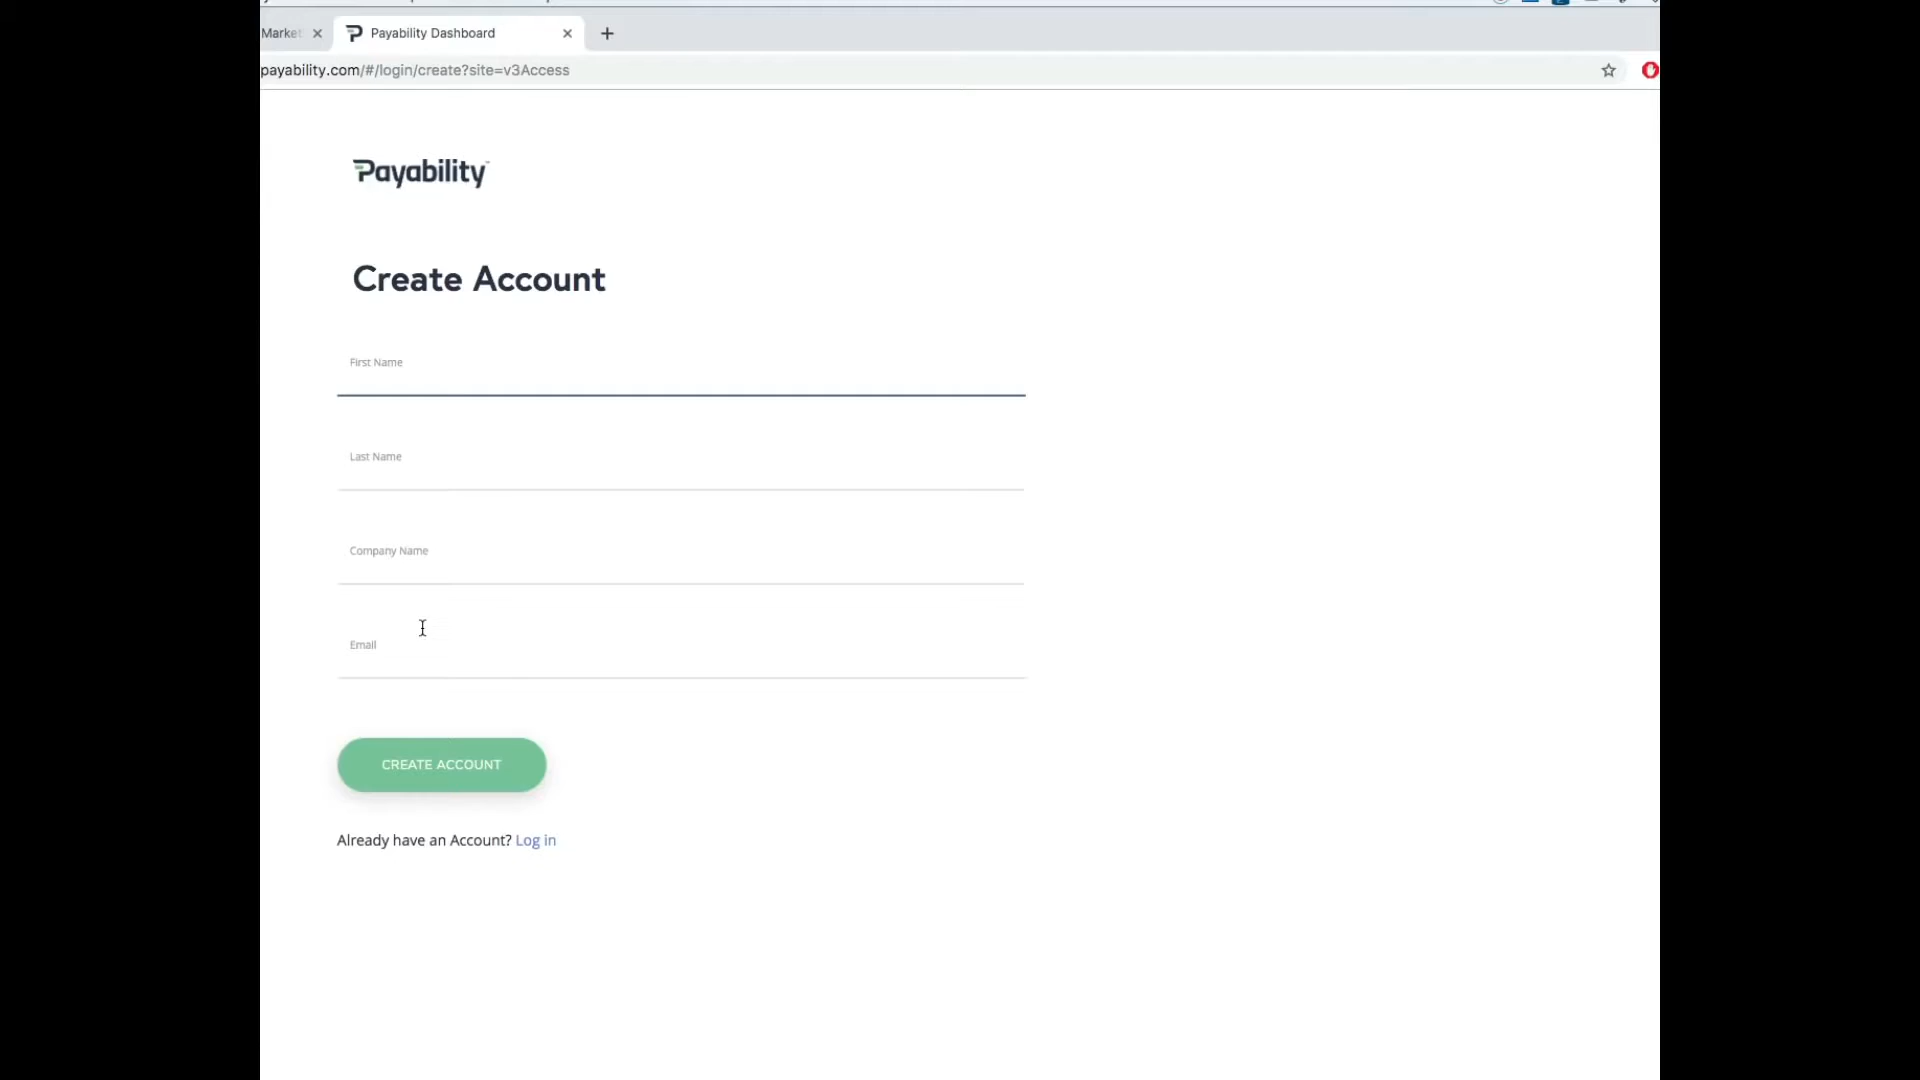 Market
Payability Dashboard
payability.com/#/login/create?site=v3Access
Payability
Create Account
First Name
Last Name
Company Name
Email
CREATE ACCOUNT
Already have an Account? Log in